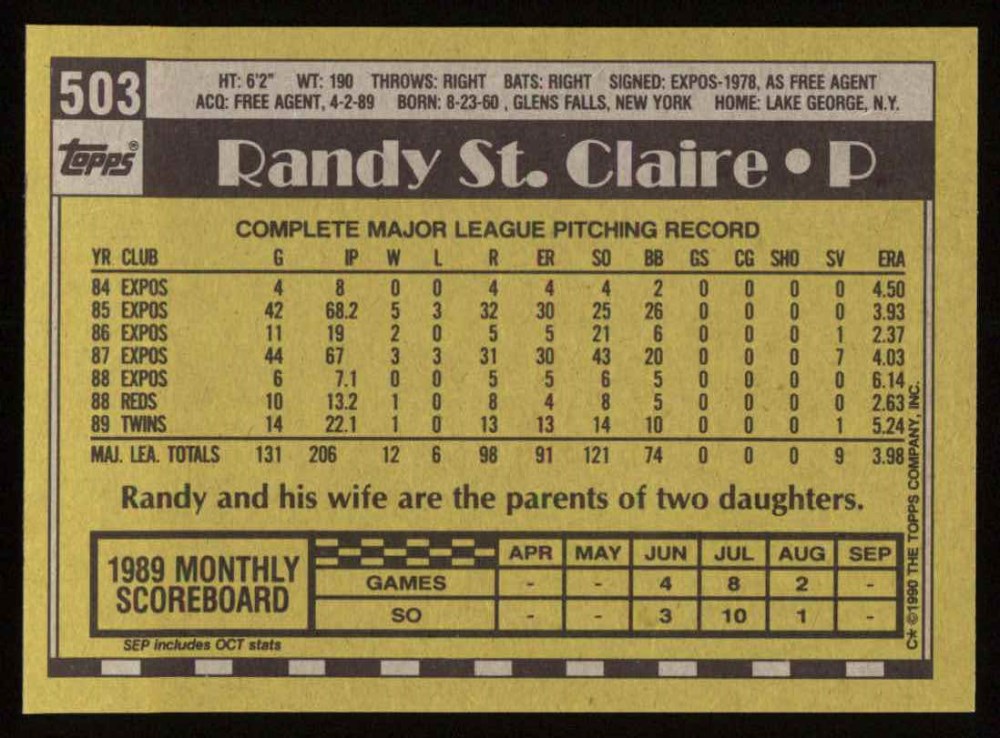 503
HT: 6'2" WT: 190 THROWS: RIGHT BATS: RIGHT SIGNED: EXPOS-1978, AS FREE AGENT
ACQ: FREE AGENT, 4-2-89 BORN: 8-23-60 , GLENS FALLS, NEW YORK HOME: LAKE GEORGE, N.Y.
topps®
Randy St. Claire • P
COMPLETE MAJOR LEAGUE PITCHING RECORD
YR CLUB G IP W L R ER SO BB GS CG SHO SV ERA
84 EXPOS 4 8 0 0 4 4 4 2 0 0 0 0 4.50
85 EXPOS 42 68.2 5 3 32 30 25 26 0 0 0 0 3.93
86 EXPOS 11 19 2 0 5 5 21 6 0 0 0 1 2.37
87 EXPOS 44 67 3 3 31 30 43 20 0 0 0 7 4.03
88 EXPOS 6 7.1 0 0 5 5 6 5 0 0 0 0 6.14
88 REDS 10 13.2 1 0 8 4 8 5 0 0 0 0 2.63
89 TWINS 14 22.1 1 0 13 13 14 10 0 0 0 1 5.24
MAJ. LEA. TOTALS 131 206 12 6 98 91 121 74 0 0 0 9 3.98
Randy and his wife are the parents of two daughters.
1989 MONTHLY
SCOREBOARD
APR MAY JUN JUL AUG SEP
GAMES - - 4 8 2 -
SO - - 3 10 1 -
SEP includes OCT stats
C* ©1990 THE TOPPS COMPANY, INC.